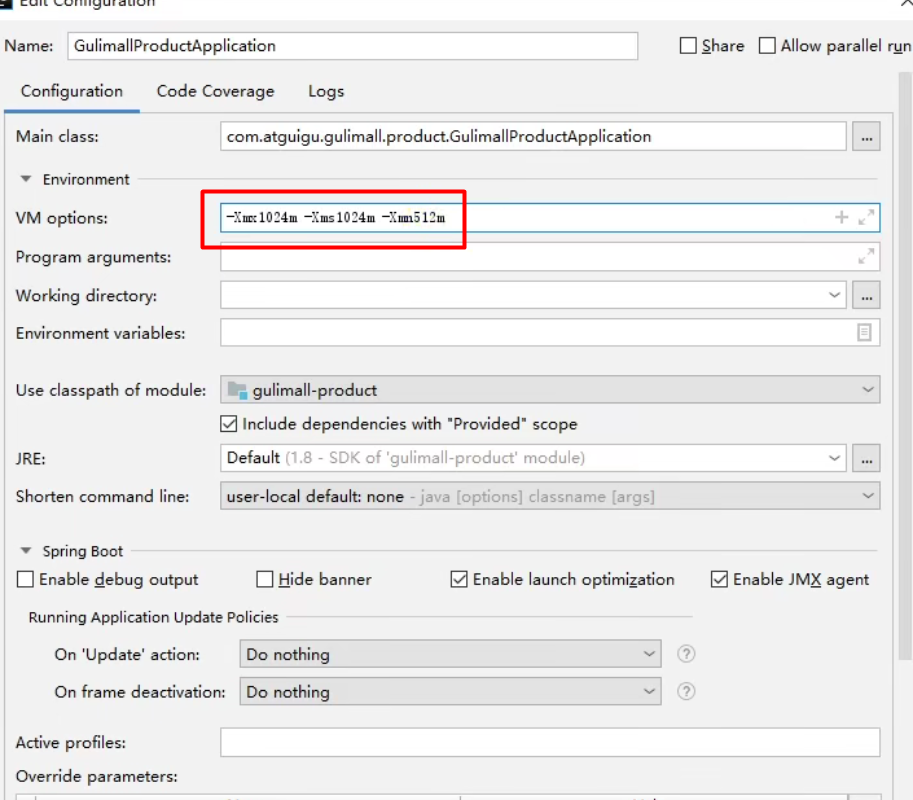 Edit Configuration
Name: GulimallProductApplication Share Allow parallel run
Configuration Code Coverage Logs
Main class: com.atguigu.gulimall.product.GulimallProductApplication ...
Environment
VM options: -Xmx1024m -Xms1024m -Xmn512m
Program arguments:
Working directory: ...
Environment variables:
Use classpath of module: gulimall-product
Include dependencies with "Provided" scope
JRE: Default (1.8 - SDK of 'gulimall-product' module) ...
Shorten command line: user-local default: none - java [options] classname [args]
Spring Boot
Enable debug output Hide banner Enable launch optimization Enable JMX agent
Running Application Update Policies
On 'Update' action: Do nothing ?
On frame deactivation: Do nothing ?
Active profiles:
Override parameters: